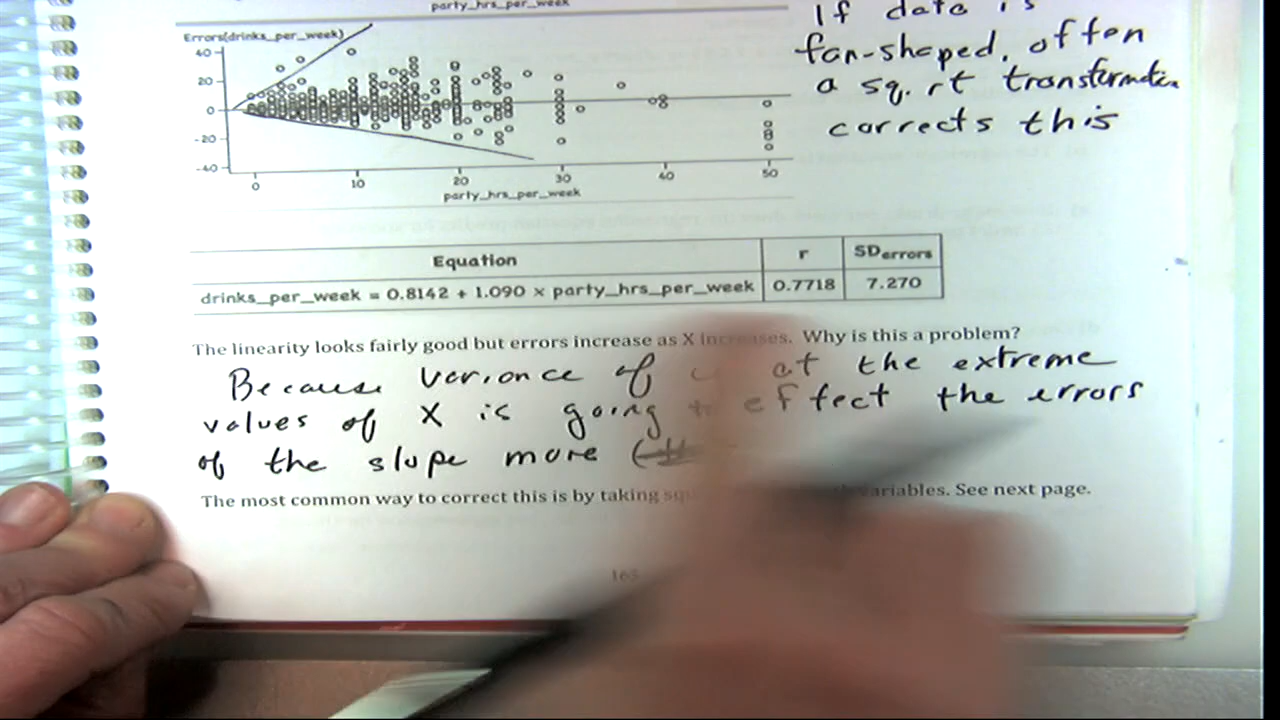 party_hrs_per_week
If data is
fan-shaped, often
a sq. rt transformation
corrects this
Errors(drinks_per_week)
40
20
0
-20
-40
0 10 20 30 40 50
party_hrs_per_week
Equation r SDerrors
drinks_per_week = 0.8142 + 1.090 × party_hrs_per_week 0.7718 7.270
The linearity looks fairly good but errors increase as X increases. Why is this a problem?
Because variance of at the extreme
values of X is going to effect the errors
of the slope more
The most common way to correct this is by taking variables. See next page.